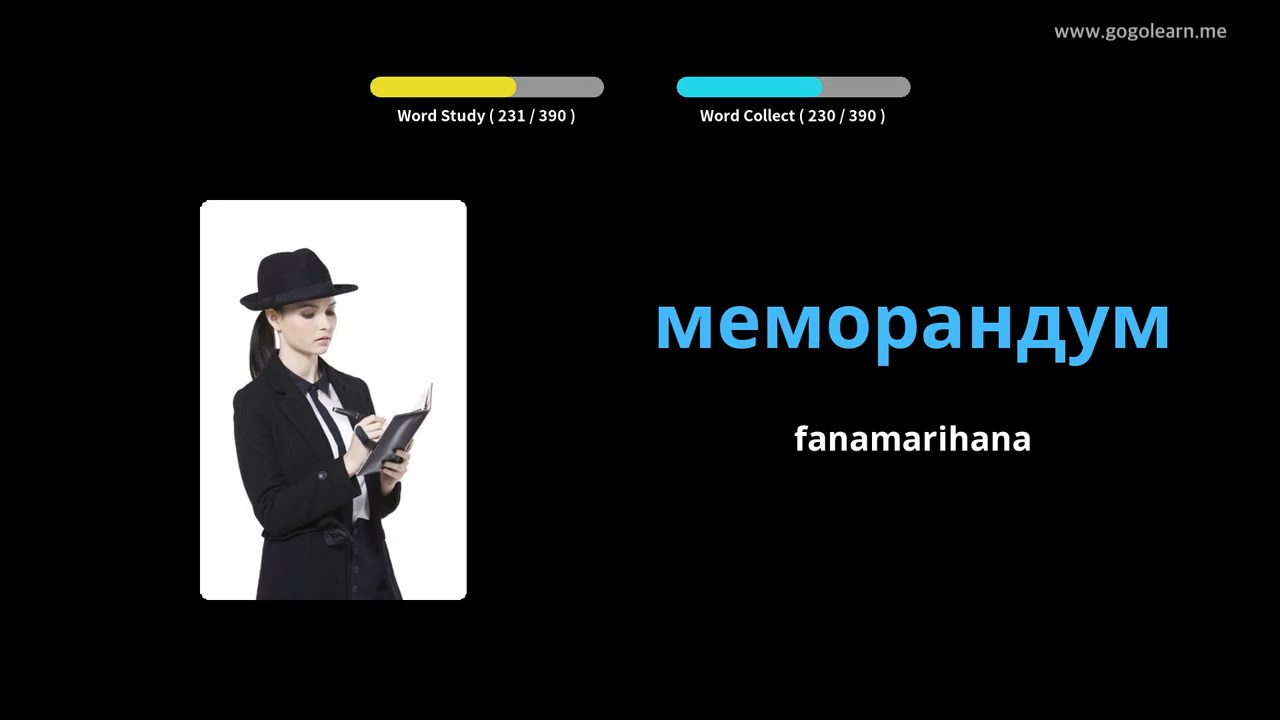 www.gogolearn.me
Word Study ( 231 / 390 )
Word Collect ( 230 / 390 )
меморандум
fanamarihana